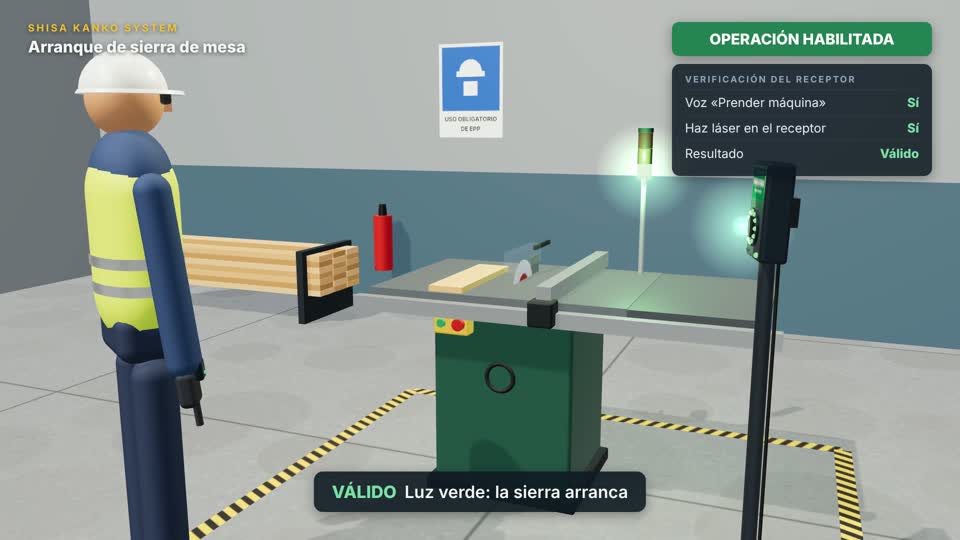 SHISA KANKO SYSTEM
Arranque de sierra de mesa
OPERACIÓN HABILITADA
VERIFICACIÓN DEL RECEPTOR
Voz «Prender máquina» Sí
Haz láser en el receptor Sí
Resultado Válido
USO OBLIGATORIO
DE EPP
VÁLIDO Luz verde: la sierra arranca